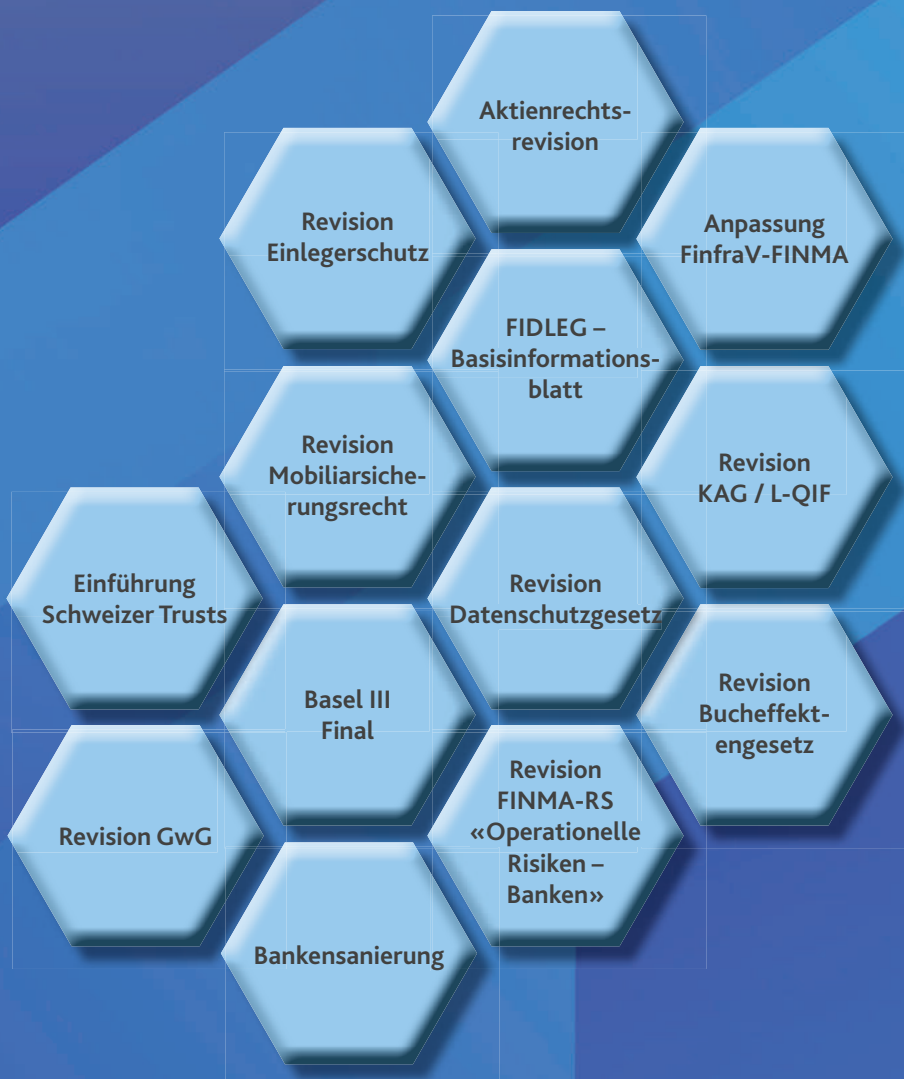 Aktienrechts-
revision
Revision
Einlegerschutz
Anpassung
FinfraV-FINMA
FIDLEG –
Basisinformations-
blatt
Revision
Mobiliarsiche-
rungsrecht
Revision
KAG / L-QIF
Einführung
Schweizer Trusts
Revision
Datenschutzgesetz
Basel III
Final
Revision
Bucheffekt-
engesetz
Revision GwG
Revision
FINMA-RS
«Operationelle
Risiken –
Banken»
Bankensanierung